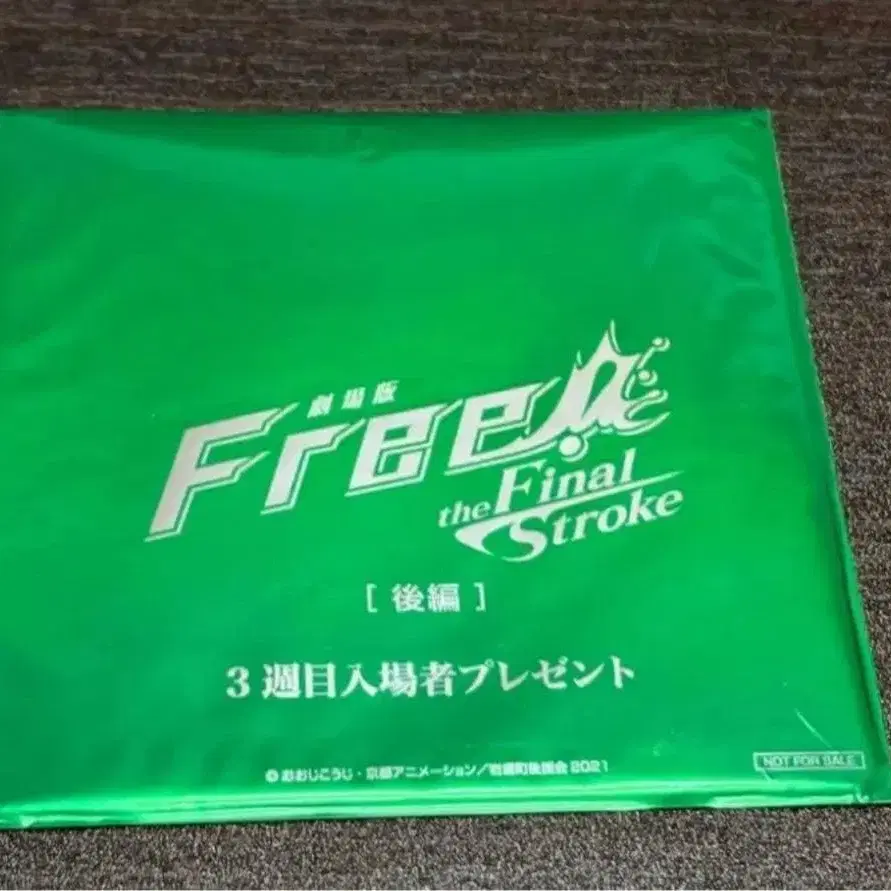 劇場版
Free!
the Final
Stroke
[ 後編 ]
3週目入場者プレゼント
© おおじこうじ・京都アニメーション/岩鳶町後援会 2021
NOT FOR SALE